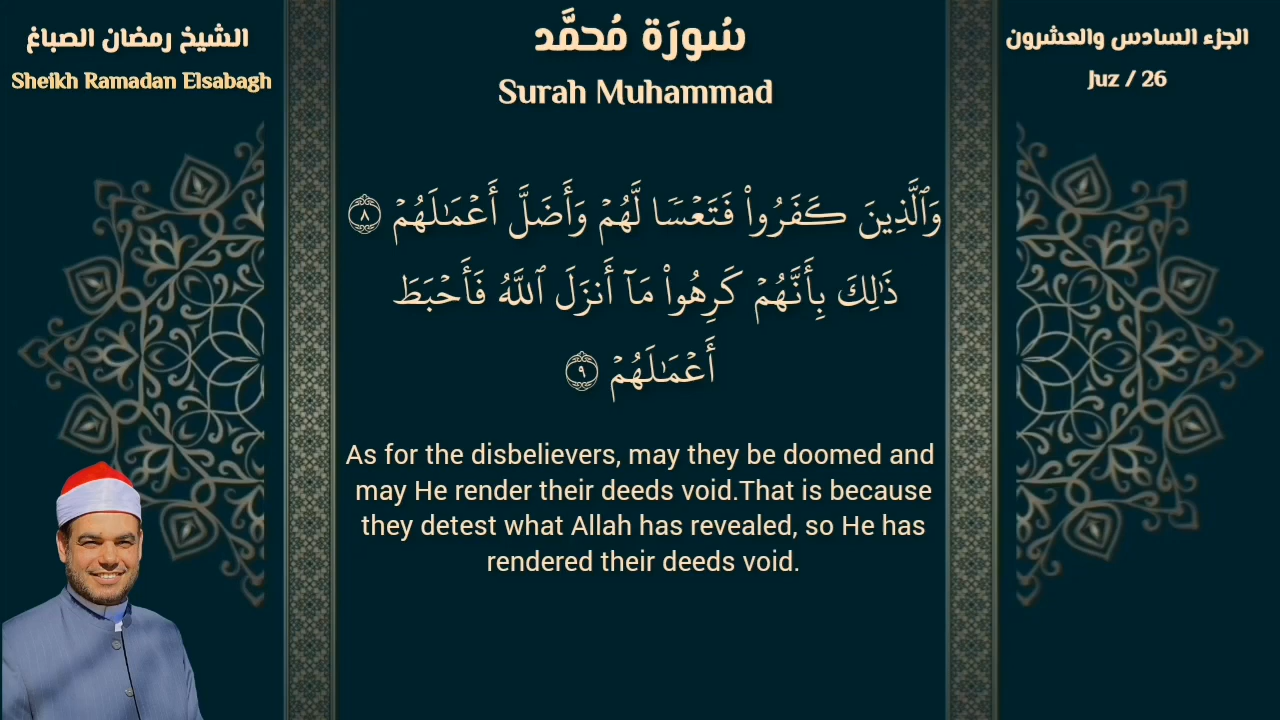 الشيخ رمضان الصباغ
Sheikh Ramadan Elsabagh
سُورَة مُحمَّد
Surah Muhammad
الجزء السادس والعشرون
Juz / 26
وَٱلَّذِينَ كَفَرُوا۟ فَتَعۡسٗا لَّهُمۡ وَأَضَلَّ أَعۡمَٰلَهُمۡ ٨
ذَٰلِكَ بِأَنَّهُمۡ كَرِهُوا۟ مَآ أَنزَلَ ٱللَّهُ فَأَحۡبَطَ
أَعۡمَٰلَهُمۡ ٩
As for the disbelievers, may they be doomed and
may He render their deeds void.That is because
they detest what Allah has revealed, so He has
rendered their deeds void.